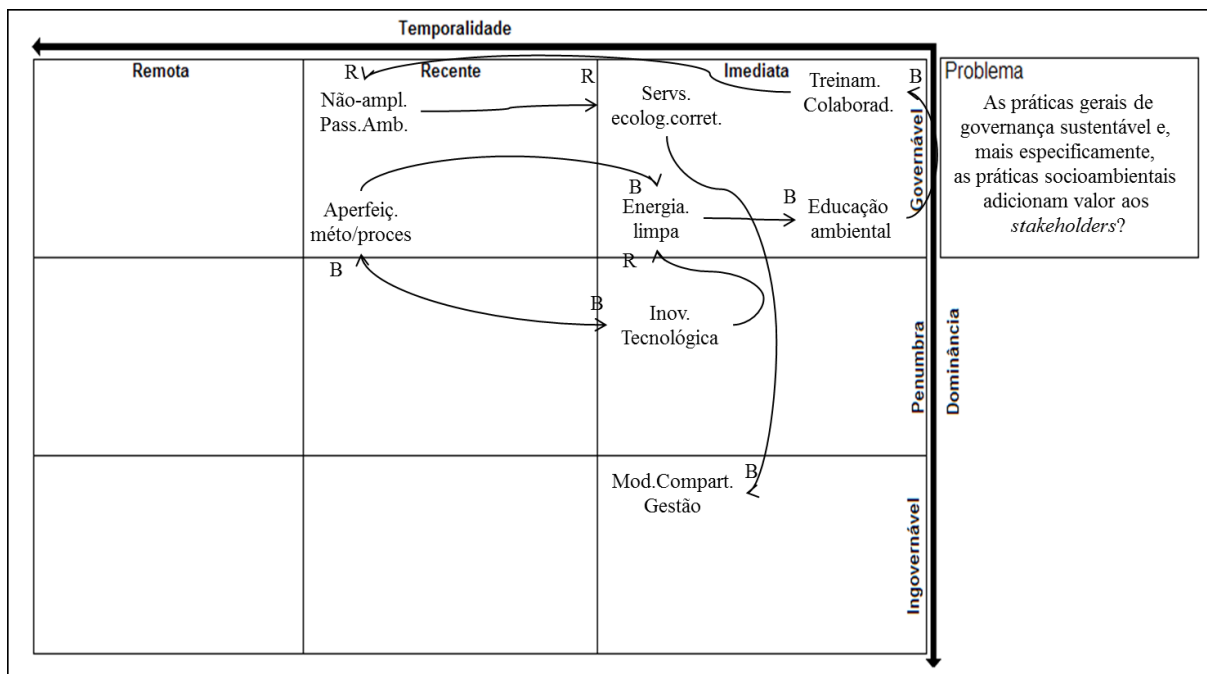 Temporalidade
Remota
Recente
Imediata
Problema
R
R
B
Não-ampl.
Pass.Amb.
Servs.
ecolog.corret.
Treinam.
Colaborad.
As práticas gerais de
governança sustentável e,
mais especificamente,
as práticas socioambientais
adicionam valor aos
stakeholders?
Governável
B
B
Aperfeiç.
méto/proces
Energia.
limpa
Educação
ambiental
B
R
B
Inov.
Tecnológica
Penumbra
Dominância
B
Mod.Compart.
Gestão
Ingovernável